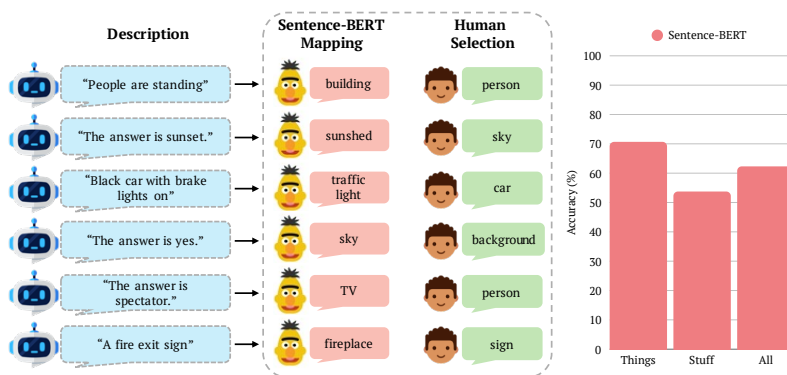 Description
Sentence-BERT
Mapping
Human
Selection
“People are standing”
building
person
“The answer is sunset.”
sunshed
sky
“Black car with brake
lights on”
traffic
light
car
“The answer is yes.”
sky
background
“The answer is
spectator.”
TV
person
“A fire exit sign”
fireplace
sign
Sentence-BERT
Accuracy (%)
100
90
80
70
60
50
40
30
20
10
0
Things
Stuff
All